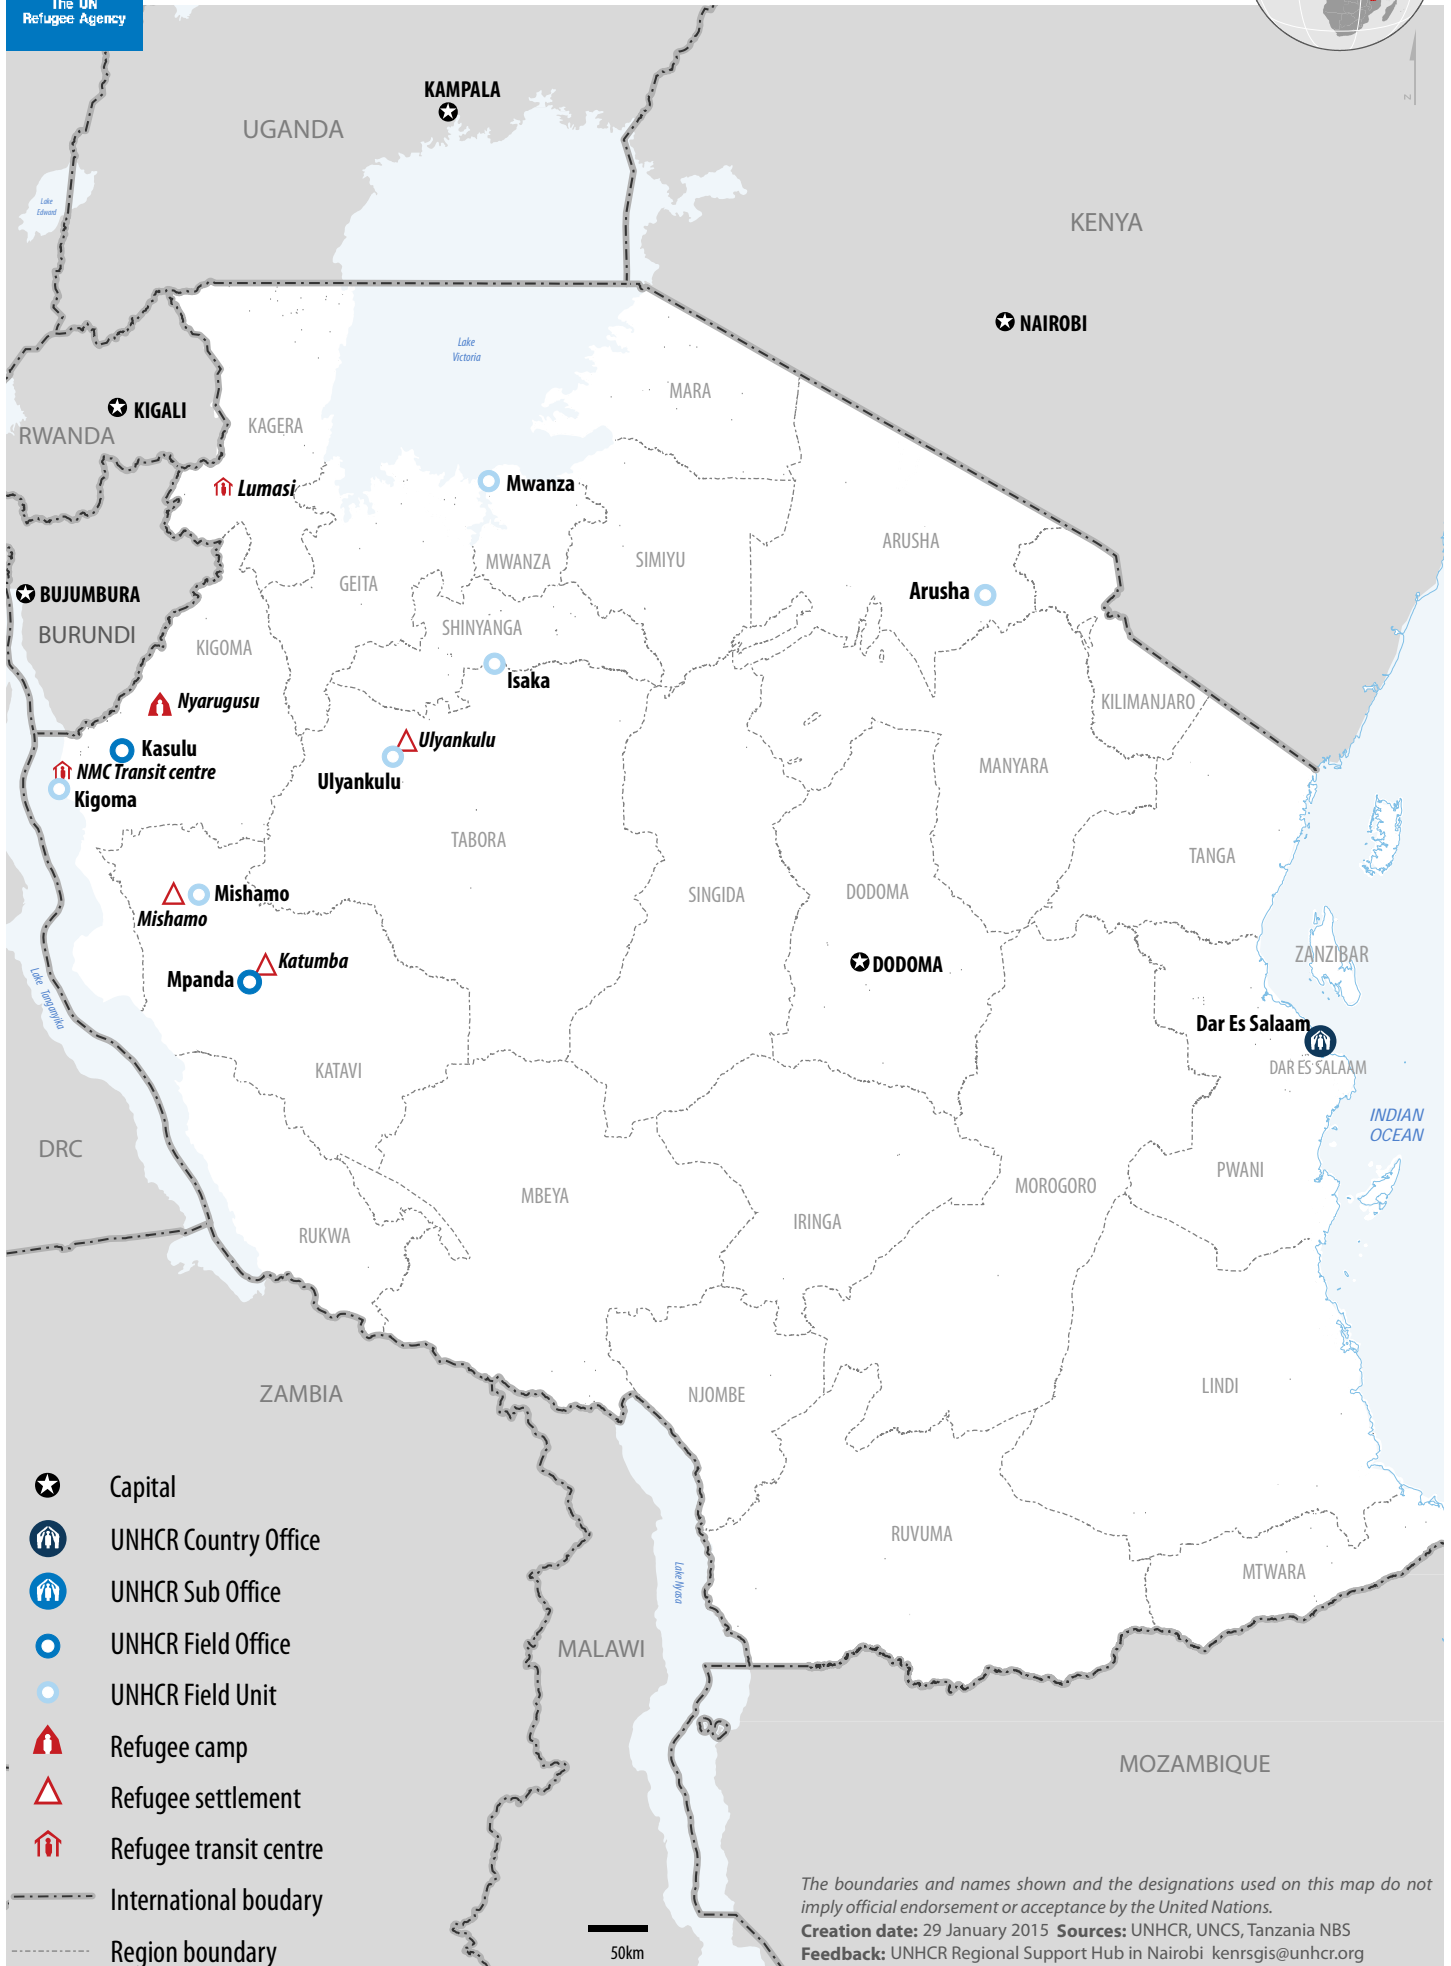 The UN
Refugee Agency
KAMPALA
UGANDA
Lake
Edward
KENYA
N
NAIROBI
Lake
Victoria
MARA
KIGALI
RWANDA
KAGERA
Lumasi
Mwanza
ARUSHA
MWANZA
SIMIYU
GEITA
Arusha
BUJUMBURA
BURUNDI
SHINYANGA
KIGOMA
Isaka
Nyarugusu
KILIMANJARO
Kasulu
Ulyankulu
NMC Transit centre
Ulyankulu
MANYARA
Kigoma
TABORA
TANGA
SINGIDA
DODOMA
Mishamo
Mishamo
ZANZIBAR
Katumba
DODOMA
Mpanda
Lake Tanganyika
Dar Es Salaam
DAR ES SALAAM
KATAVI
INDIAN
OCEAN
DRC
PWANI
MOROGORO
MBEYA
IRINGA
RUKWA
LINDI
ZAMBIA
NJOMBE
Capital
RUVUMA
UNHCR Country Office
MTWARA
Lake Nyasa
UNHCR Sub Office
UNHCR Field Office
MALAWI
UNHCR Field Unit
Refugee camp
MOZAMBIQUE
Refugee settlement
Refugee transit centre
International boudary
Region boundary
50km
The boundaries and names shown and the designations used on this map do not
imply official endorsement or acceptance by the United Nations.
Creation date: 29 January 2015 Sources: UNHCR, UNCS, Tanzania NBS
Feedback: UNHCR Regional Support Hub in Nairobi kenrsgis@unhcr.org